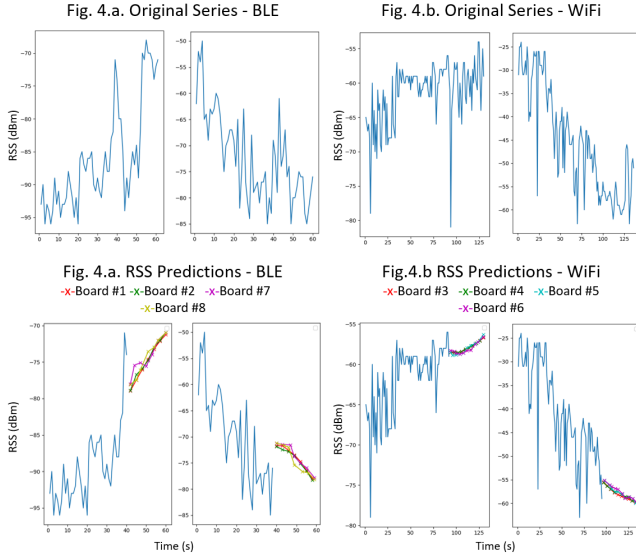 Fig. 4.a. Original Series - BLE
Fig. 4.b. Original Series - WiFi
RSS (dBm)
-70
-75
-80
-85
-90
-95
0 10 20 30 40 50 60
-50
-55
-60
-65
-70
-75
-80
-85
0 10 20 30 40 50 60
RSS (dBm)
-55
-60
-65
-70
-75
-80
0 25 50 75 100 125
-25
-30
-35
-40
-45
-50
-55
-60
0 25 50 75 100 125
Fig. 4.a. RSS Predictions - BLE
-X-Board #1 -X-Board #2 -X-Board #7
-X-Board #8
Fig.4.b RSS Predictions - WiFi
-X-Board #3 -X-Board #4 -X-Board #5
-X-Board #6
RSS (dBm)
-70
-75
-80
-85
-90
-95
0 10 20 30 40 50 60
-50
-55
-60
-65
-70
-75
-80
-85
0 10 20 30 40 50 60
Time (s)
RSS (dBm)
-55
-60
-65
-70
-75
-80
0 25 50 75 100 125
-25
-30
-35
-40
-45
-50
-55
-60
0 25 50 75 100 125
Time (s)